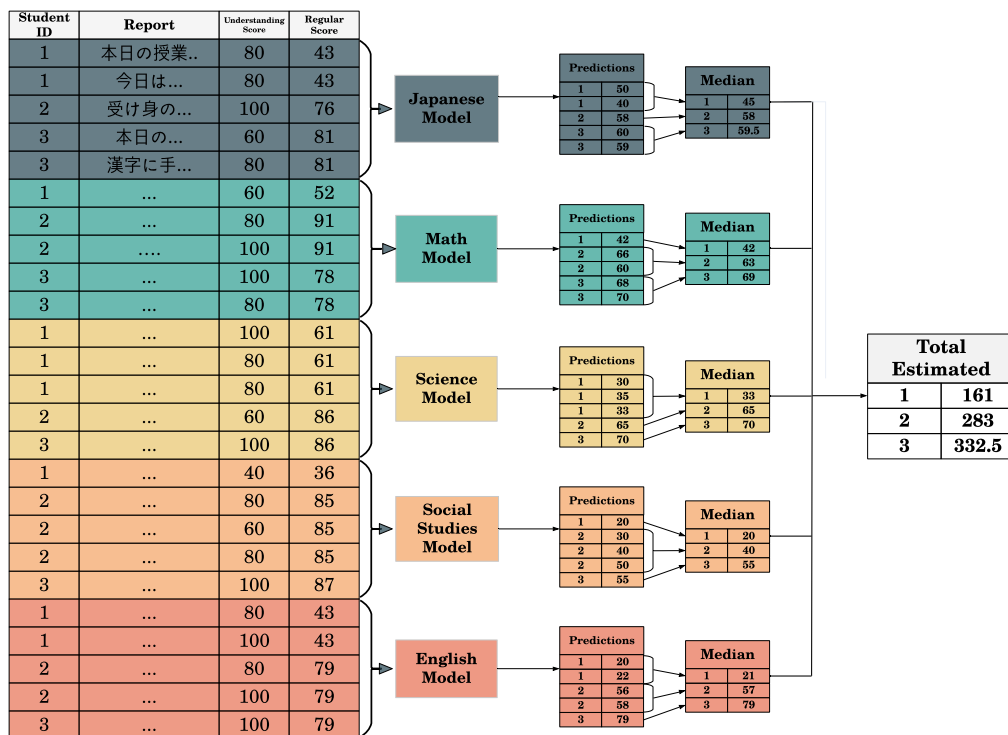 Student ID Report Understanding Score Regular Score
1 本日の授業.. 80 43
1 今日は... 80 43
2 受け身の... 100 76
3 本日の... 60 81
3 漢字に手... 80 81
1 ... 60 52
2 ... 80 91
2 .... 100 91
3 ... 100 78
3 ... 80 78
1 ... 100 61
1 ... 80 61
1 ... 80 61
2 ... 60 86
3 ... 100 86
1 ... 40 36
2 ... 80 85
2 ... 60 85
2 ... 80 85
3 ... 100 87
1 ... 80 43
1 ... 100 43
2 ... 80 79
2 ... 100 79
3 ... 100 79
Japanese
Model
Predictions
1 50
1 40
2 58
3 60
3 59
Median
1 45
2 58
3 59.5
Math
Model
Predictions
1 42
2 66
2 60
3 68
3 70
Median
1 42
2 63
3 69
Science
Model
Predictions
1 30
1 35
1 33
2 65
3 70
Median
1 33
2 65
3 70
Social
Studies
Model
Predictions
1 20
2 30
2 40
2 50
3 55
Median
1 20
2 40
3 55
English
Model
Predictions
1 20
1 22
2 56
2 58
3 79
Median
1 21
2 57
3 79
Total
Estimated
1 161
2 283
3 332.5